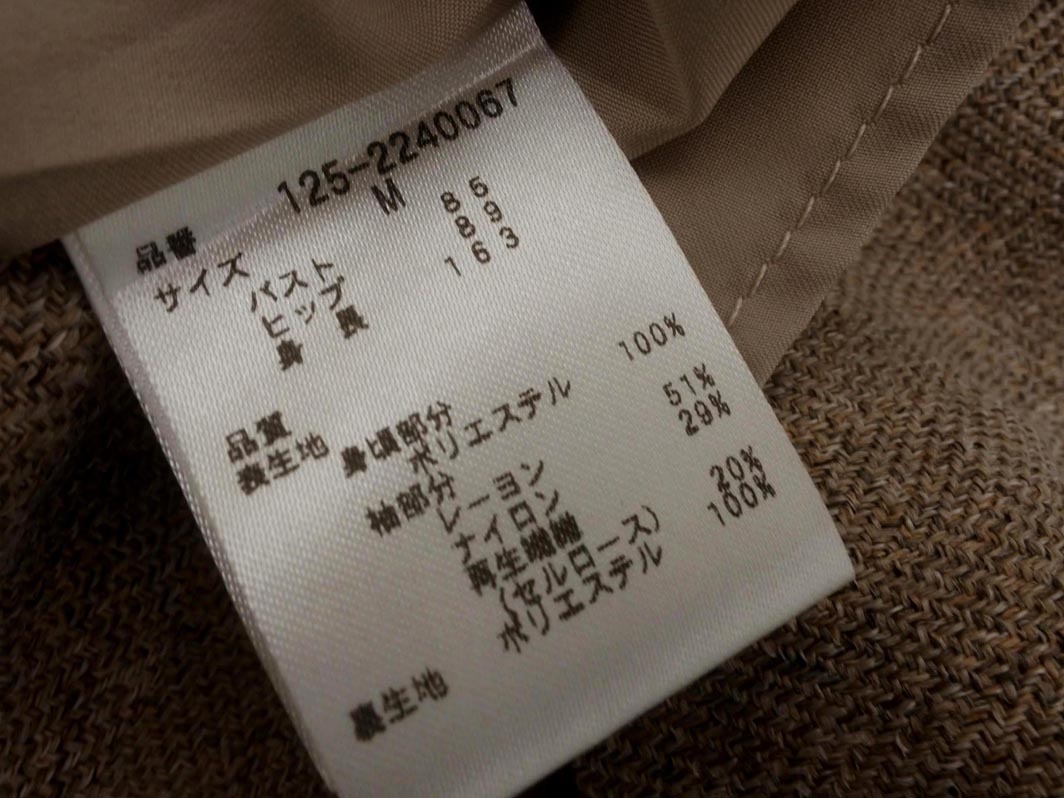 品番 125-2240067
サイズ M
バスト 85
ヒップ 89
身長 163
品質
表生地 身頃部分
ポリエステル 100%
袖部分
レーヨン 51%
ナイロン 29%
再生繊維
(セルロース) 20%
裏生地 ポリエステル 100%